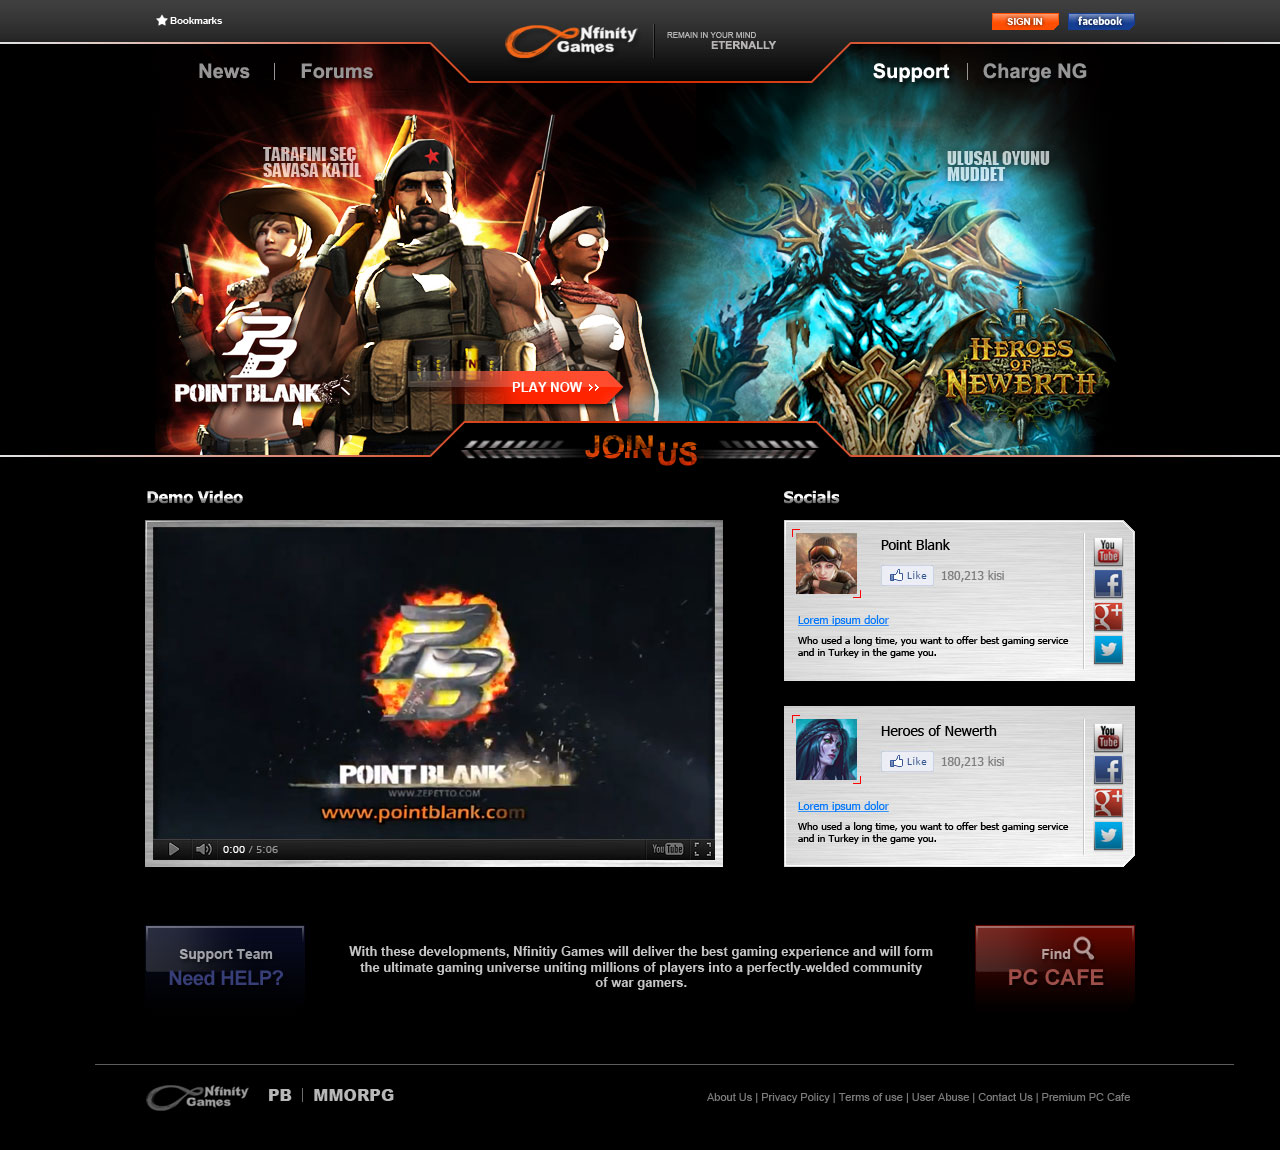 Bookmarks
Nfinity
Games
REMAIN IN YOUR MIND
ETERNALLY
SIGN IN
facebook
News
Forums
Support
Charge NG
TARAFINI SEÇ
SAVASA KATİL
ULUSAL OYUNU
MUDDET
PB
POINT BLANK
PLAY NOW >>
HEROES
OF
NEWERTH
JOIN US
Demo Video
Socials
POINT BLANK
WWW.ZEPETTO.COM
www.pointblank.com
0:00 / 5:06
YouTube
Point Blank
Like
180,213 kisi
Lorem ipsum dolor
Who used a long time, you want to offer best gaming service
and in Turkey in the game you.
You
Tube
f
g+
Heroes of Newerth
Like
180,213 kisi
Lorem ipsum dolor
Who used a long time, you want to offer best gaming service
and in Turkey in the game you.
You
Tube
f
g+
Support Team
Need HELP?
With these developments, Nfinitiy Games will deliver the best gaming experience and will form
the ultimate gaming universe uniting millions of players into a perfectly-welded community
of war gamers.
Find
PC CAFE
Nfinity
Games
PB | MMORPG
About Us | Privacy Policy | Terms of use | User Abuse | Contact Us | Premium PC Cafe